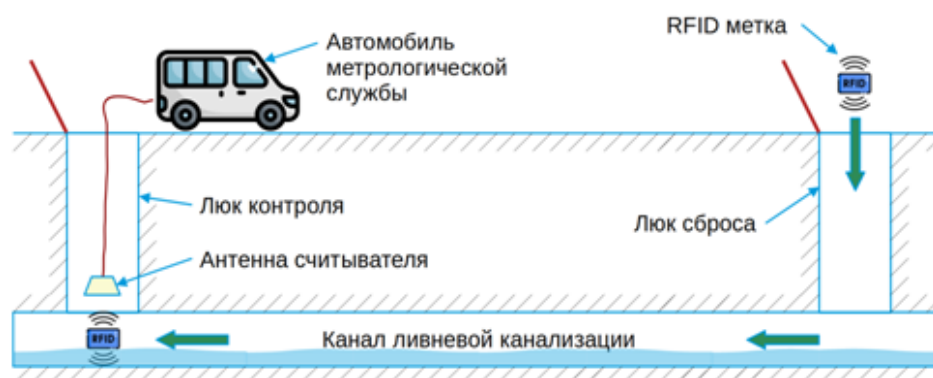 RFID метка
Автомобиль
метрологической
службы
RFID
Люк контроля
Люк сброса
Антенна считывателя
RFID
Канал ливневой канализации